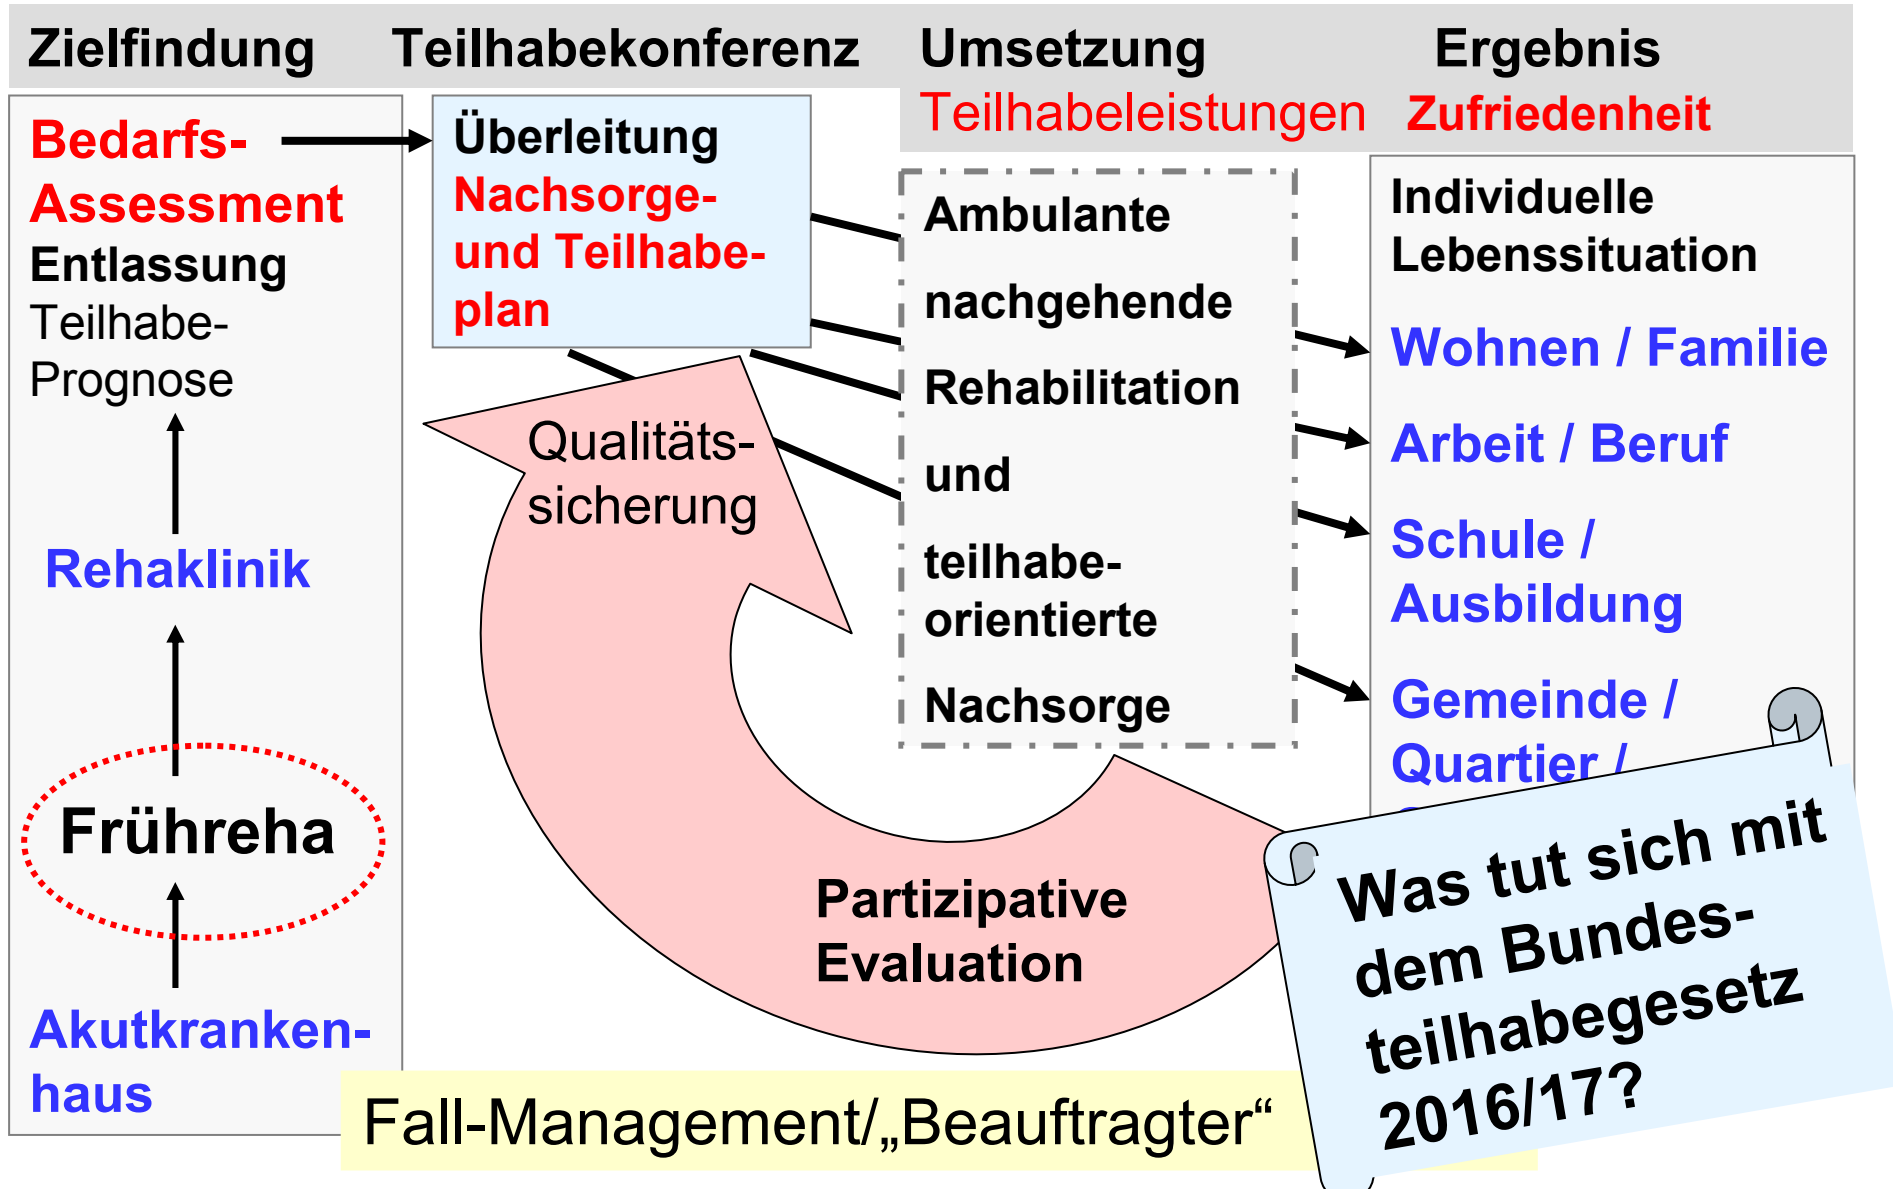 Zielfindung
Teilhabekonferenz
Umsetzung
Teilhabeleistungen
Ergebnis
Zufriedenheit
Bedarfs-
Assessment
Entlassung
Teilhabe-
Prognose
Rehaklinik
Frühreha
Akutkranken-
haus
Überleitung
Nachsorge-
und Teilhabe-
plan
Qualitäts-
sicherung
Partizipative
Evaluation
Ambulante
nachgehende
Rehabilitation
und
teilhabe-
orientierte
Nachsorge
Individuelle
Lebenssituation
Wohnen / Familie
Arbeit / Beruf
Schule /
Ausbildung
Gemeinde /
Quartier /
Was tut sich mit
dem Bundes-
teilhabegesetz
2016/17?
Fall-Management/„Beauftragter“